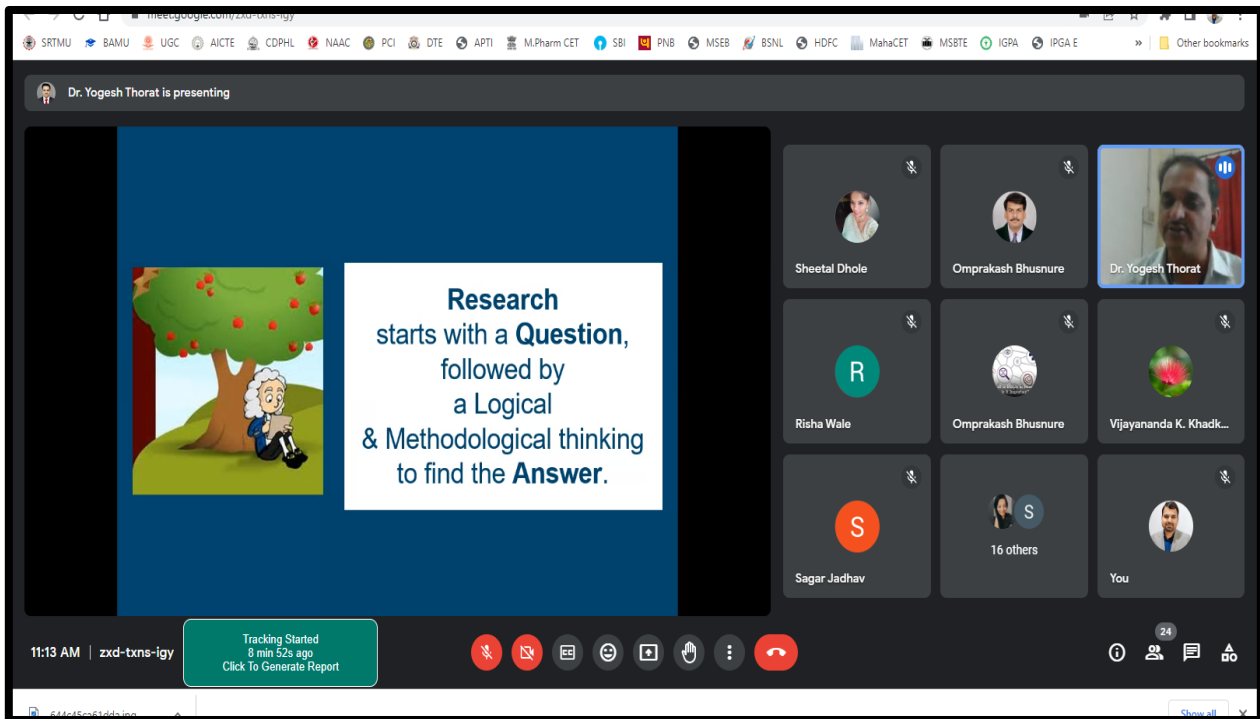 meet.google.com/zxd-txns-igy
SRTMU BAMU UGC AICTE CDPHL NAAC PCI DTE APTI M.Pharm CET SBI PNB MSEB BSNL HDFC MahaCET MSBTE IGPA IPGA E » Other bookmarks
Dr. Yogesh Thorat is presenting
Research
starts with a Question,
followed by
a Logical
& Methodological thinking
to find the Answer.
Sheetal Dhole
Omprakash Bhusnure
Dr. Yogesh Thorat
R
Risha Wale
Omprakash Bhusnure
Vijayananda K. Khadk...
S
Sagar Jadhav
S
16 others
You
11:13 AM | zxd-txns-igy
Tracking Started
8 min 52s ago
Click To Generate Report
CC
24
Show all